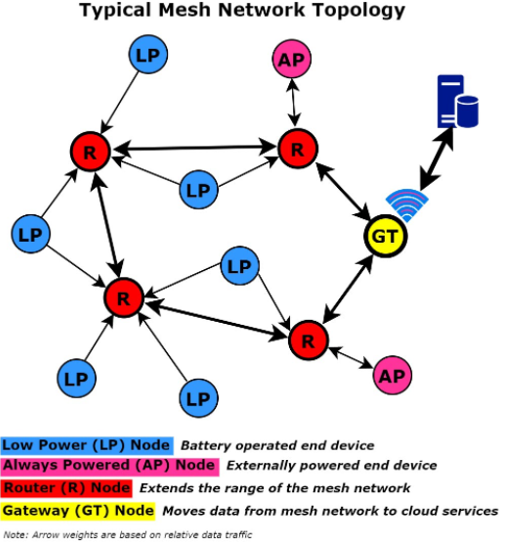 Typical Mesh Network Topology
LP
AP
R
R
LP
LP
GT
LP
R
R
LP
AP
LP
Low Power (LP) Node Battery operated end device
Always Powered (AP) Node Externally powered end device
Router (R) Node Extends the range of the mesh network
Gateway (GT) Node Moves data from mesh network to cloud services
Note: Arrow weights are based on relative data traffic